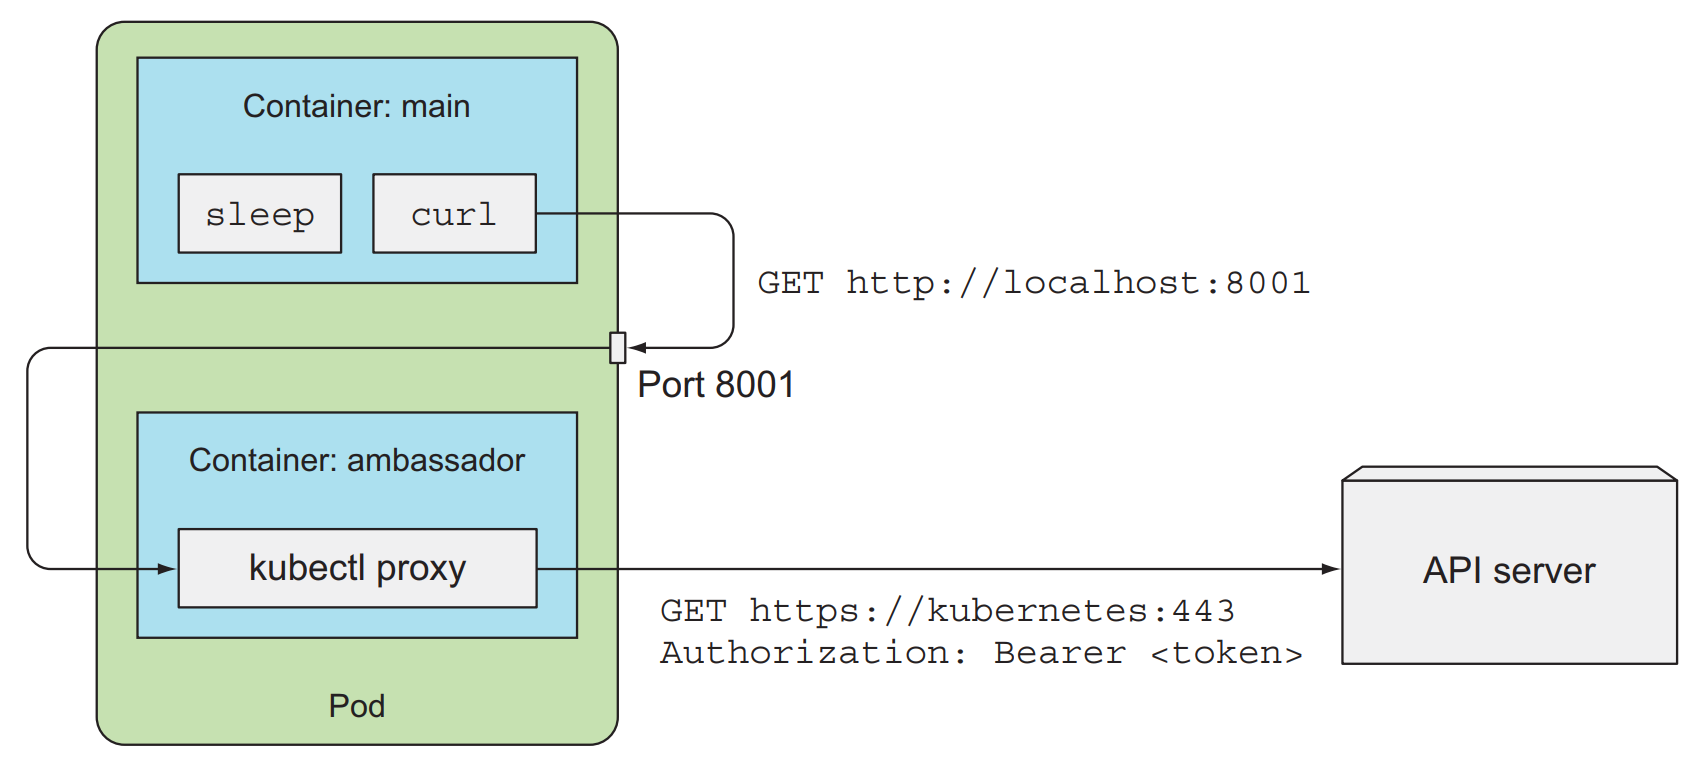 Container: main
sleep
curl
GET http://localhost:8001
Port 8001
Container: ambassador
kubectl proxy
API server
GET https://kubernetes:443
Authorization: Bearer <token>
Pod